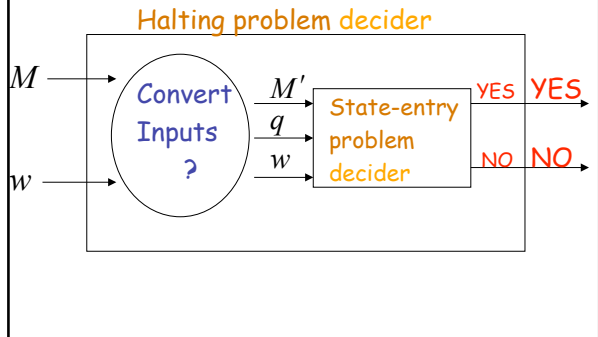 Halting problem decider
M
w
Convert
Inputs
?
M'
q
w
State-entry
problem
decider
YES YES
NO NO